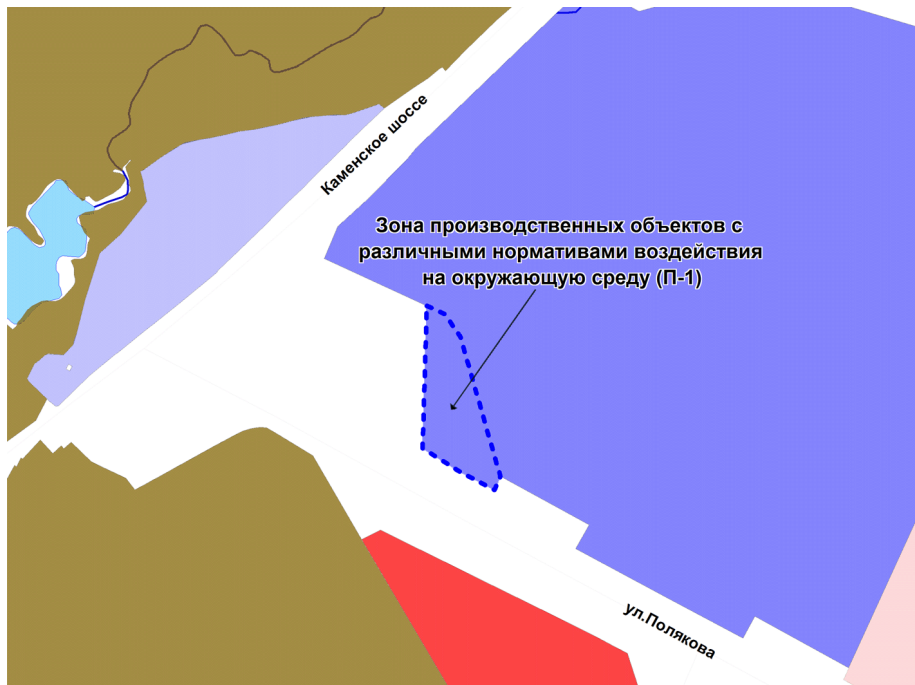 Каменское шоссе
Зона производственных объектов с
различными нормативами воздействия
на окружающую среду (П-1)
ул.Полякова